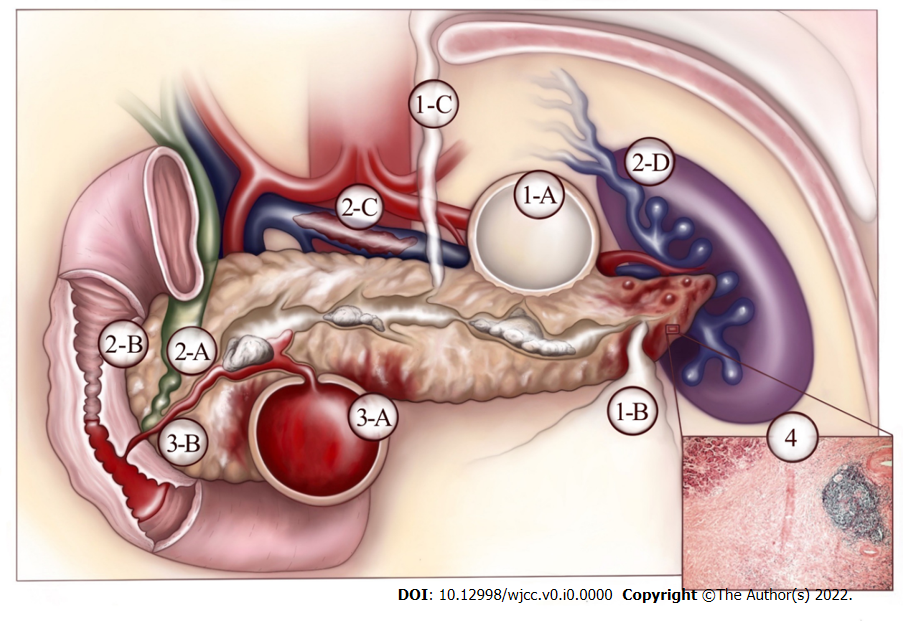 1-C
2-D
1-A
2-C
2-B
2-A
3-A
1-B
3-B
4
DOI: 10.12998/wjcc.v0.i0.0000 Copyright ©The Author(s) 2022.